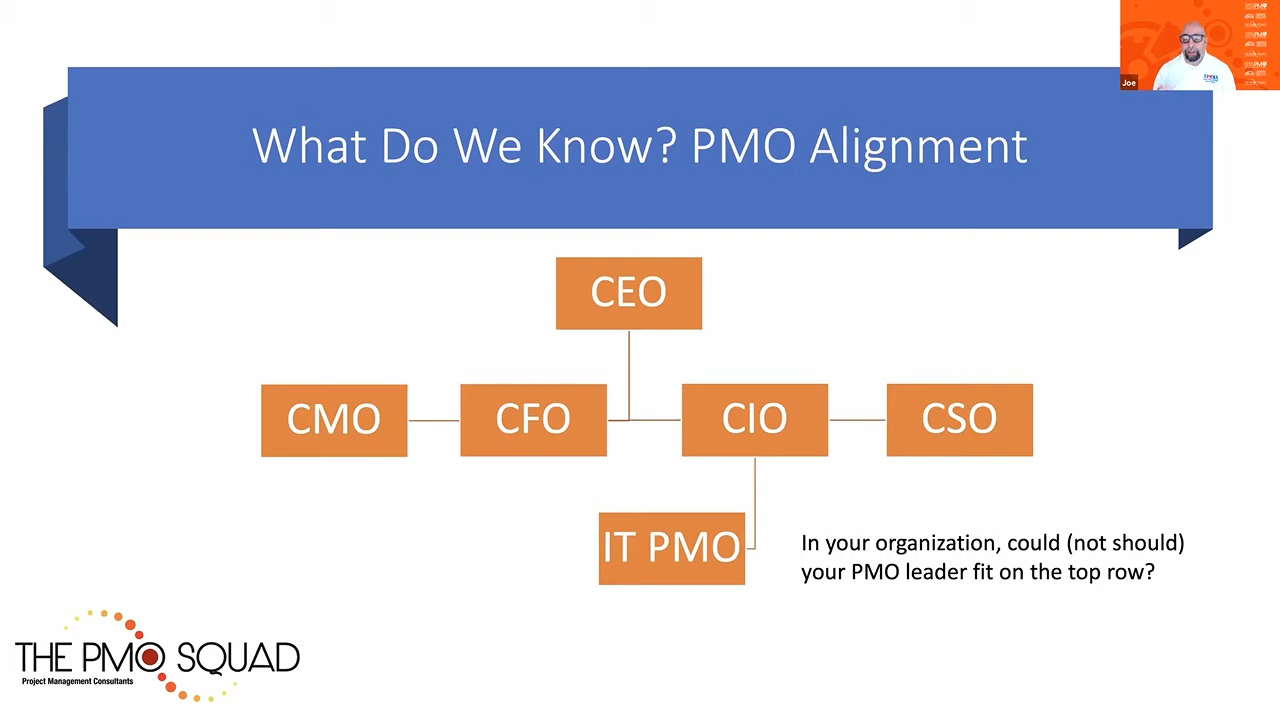 Joe
What Do We Know? PMO Alignment
CEO
CMO
CFO
CIO
CSO
IT PMO
In your organization, could (not should)
your PMO leader fit on the top row?
THE PMO SQUAD
Project Management Consultants